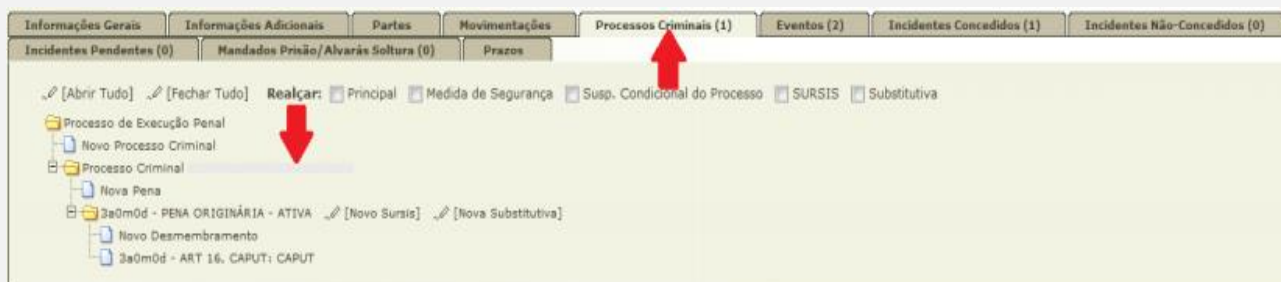 Informações Gerais Informações Adicionais Partes Movimentações Processos Criminais (1) Eventos (2) Incidentes Concedidos (1) Incidentes Não-Concedidos (0)
Incidentes Pendentes (0) Mandados Prisão/Alvarás Soltura (0) Prazos
[Abrir Tudo] [Fechar Tudo] Realçar: Principal Medida de Segurança Susp. Condicional do Processo SURSIS Substitutiva
Processo de Execução Penal
Novo Processo Criminal
Processo Criminal
Nova Pena
3a0m0d - PENA ORIGINÁRIA - ATIVA [Novo Sursis] [Nova Substitutiva]
Novo Desmembramento
3a0m0d - ART 16. CAPUT: CAPUT